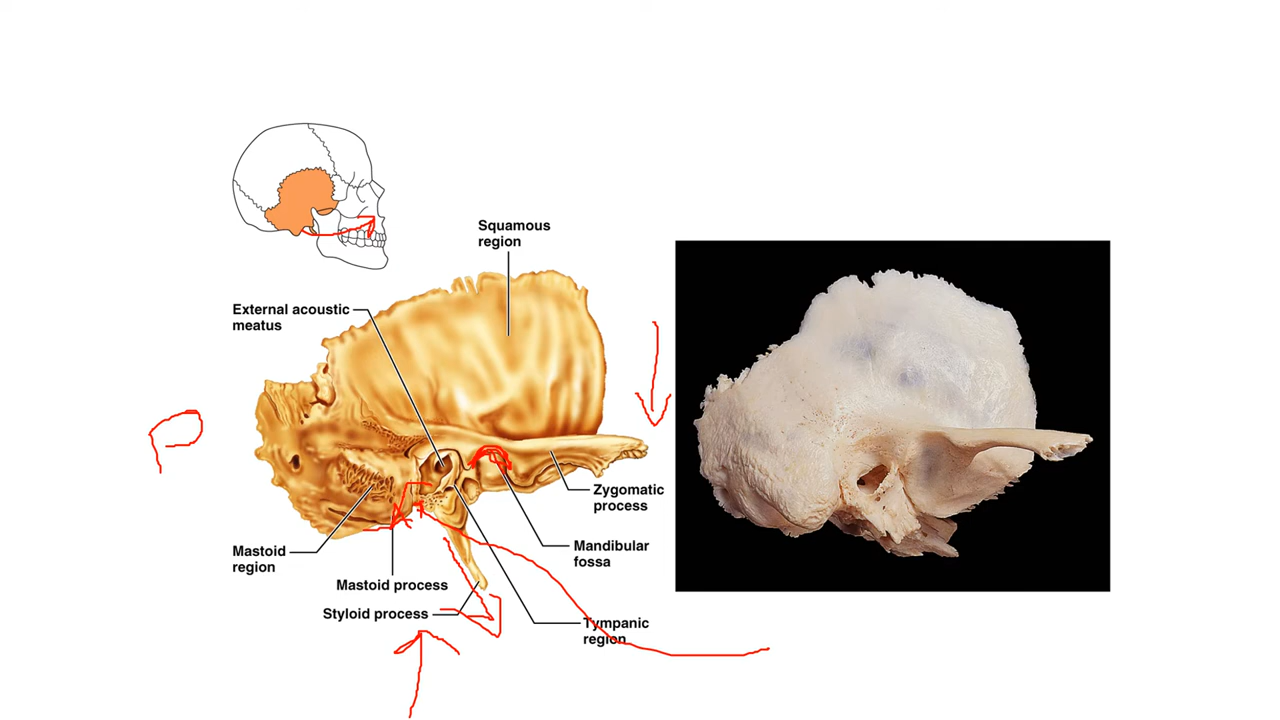 Squamous
region
External acoustic
meatus
Zygomatic
process
Mandibular
fossa
Mastoid
region
Mastoid process
Styloid process
Tympanic
region